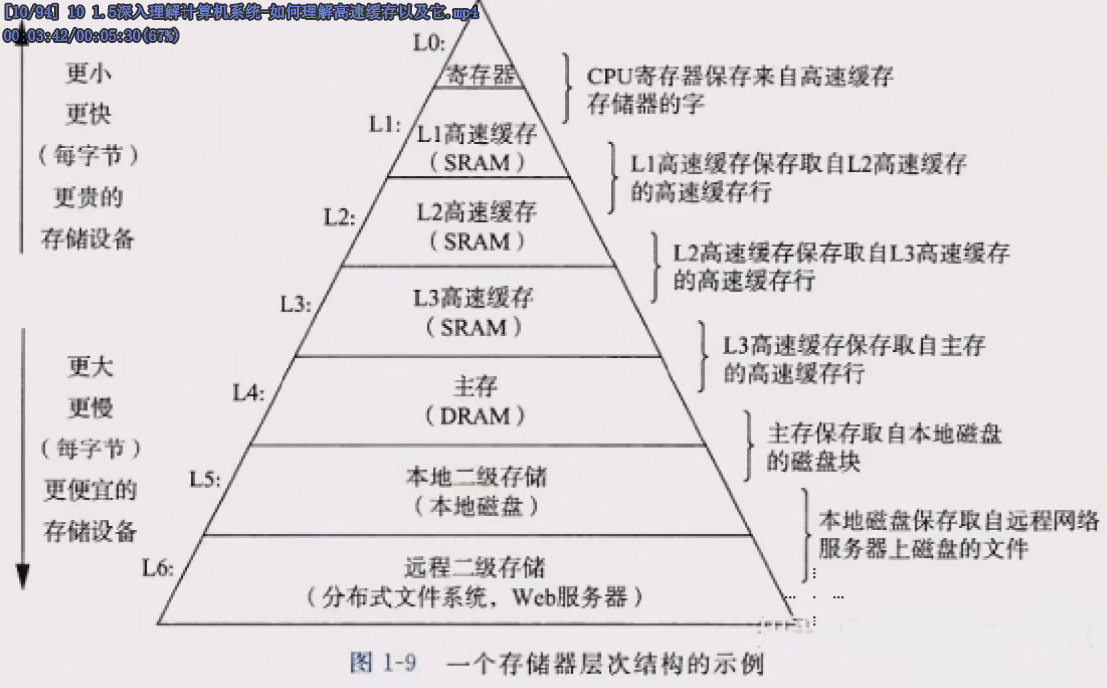 [10/94] 10 1.5深入理解计算机系统-如何理解高速缓存以及它.mp4
00:03:42/00:05:30(67%)
更小
更快
（每字节）
更贵的
存储设备
更大
更慢
（每字节）
更便宜的
存储设备
L0:
寄存器
CPU寄存器保存来自高速缓存
存储器的字
L1:
L1高速缓存
（SRAM）
L1高速缓存保存取自L2高速缓存
的高速缓存行
L2:
L2高速缓存
（SRAM）
L2高速缓存保存取自L3高速缓存
的高速缓存行
L3:
L3高速缓存
（SRAM）
L3高速缓存保存取自主存
的高速缓存行
L4:
主存
（DRAM）
主存保存取自本地磁盘
的磁盘块
L5:
本地二级存储
（本地磁盘）
本地磁盘保存取自远程网络
服务器上磁盘的文件
L6:
远程二级存储
（分布式文件系统，Web服务器）
图 1-9 一个存储器层次结构的示例